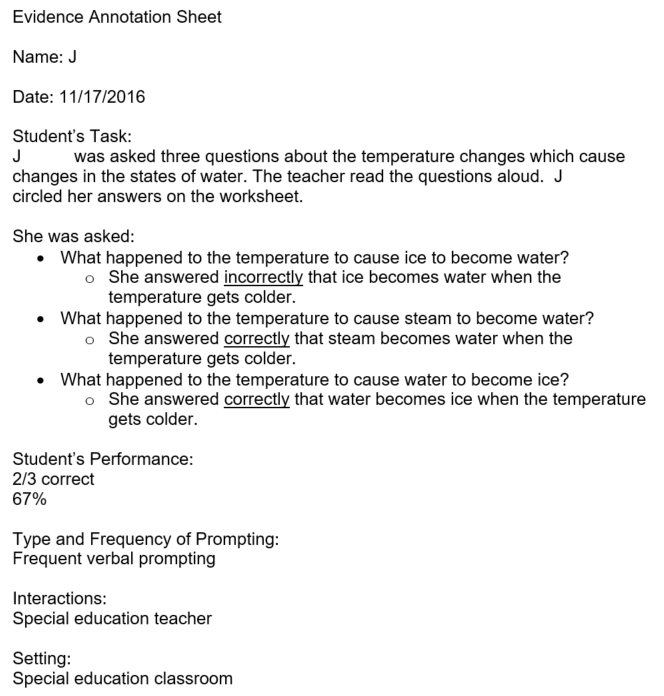 Evidence Annotation Sheet
Name: J
Date: 11/17/2016
Student's Task:
J was asked three questions about the temperature changes which cause
changes in the states of water. The teacher read the questions aloud. J
circled her answers on the worksheet.
She was asked:
• What happened to the temperature to cause ice to become water?
o She answered incorrectly that ice becomes water when the
temperature gets colder.
• What happened to the temperature to cause steam to become water?
o She answered correctly that steam becomes water when the
temperature gets colder.
• What happened to the temperature to cause water to become ice?
o She answered correctly that water becomes ice when the temperature
gets colder.
Student's Performance:
2/3 correct
67%
Type and Frequency of Prompting:
Frequent verbal prompting
Interactions:
Special education teacher
Setting:
Special education classroom